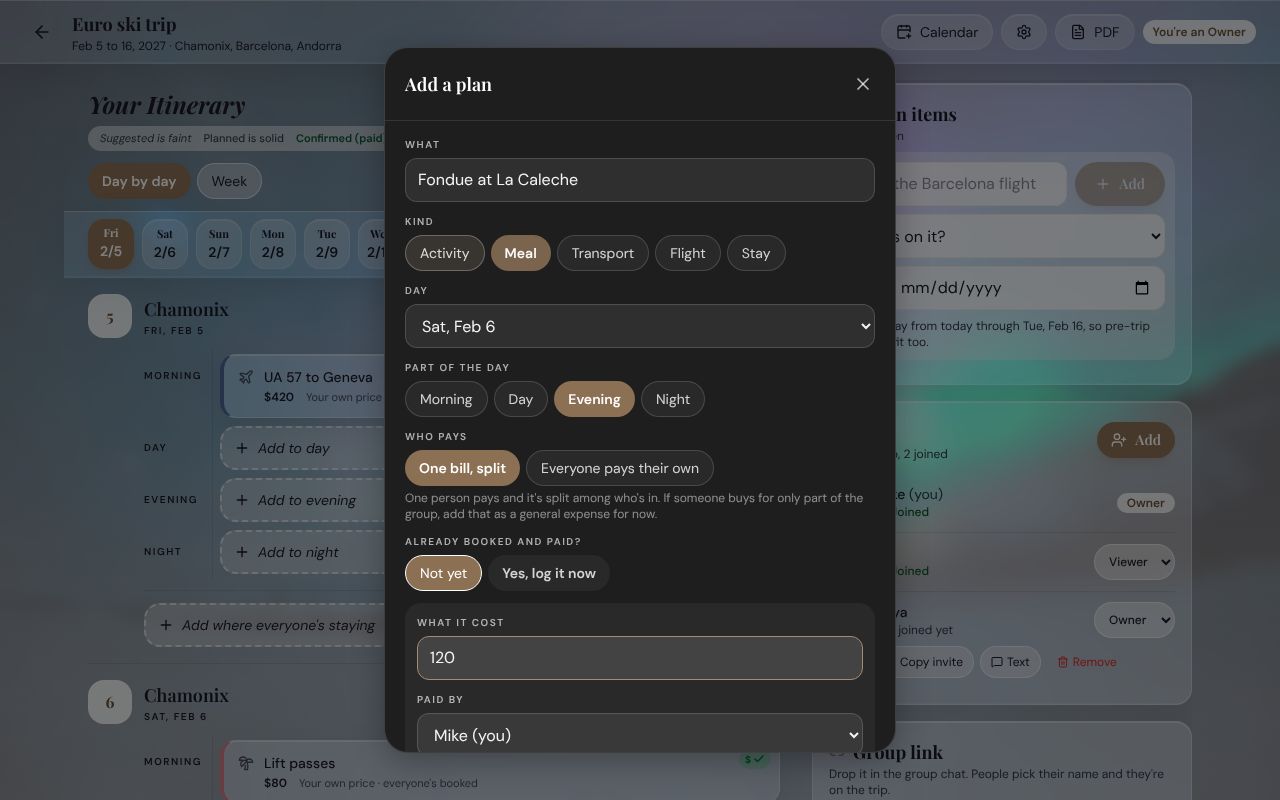 Euro ski trip
Feb 5 to 16, 2027 · Chamonix, Barcelona, Andorra
Calendar
PDF
You're an Owner
Your Itinerary
Suggested is faint Planned is solid Confirmed (paid
Day by day
Week
Fri
2/5
Sat
2/6
Sun
2/7
Mon
2/8
Tue
2/9
5
Chamonix
FRI, FEB 5
MORNING
UA 57 to Geneva
$420 Your own price
DAY
Add to day
EVENING
Add to evening
NIGHT
Add to night
Add where everyone's staying
6
Chamonix
SAT, FEB 6
MORNING
Lift passes
$80 Your own price · everyone's booked
$
Add a plan
WHAT
Fondue at La Caleche
KIND
Activity
Meal
Transport
Flight
Stay
DAY
Sat, Feb 6
PART OF THE DAY
Morning
Day
Evening
Night
WHO PAYS
One bill, split
Everyone pays their own
One person pays and it's split among who's in. If someone buys for only part of the
group, add that as a general expense for now.
ALREADY BOOKED AND PAID?
Not yet
Yes, log it now
WHAT IT COST
120
PAID BY
Mike (you)
items
the Barcelona flight
Add
on it?
mm/dd/yyyy
from today through Tue, Feb 16, so pre-trip
too.
2 joined
Add
(you)
Owner
Viewer
joined yet
Owner
Copy invite
Text
Remove
Group link
Drop it in the group chat. People pick their name and they're
on the trip.